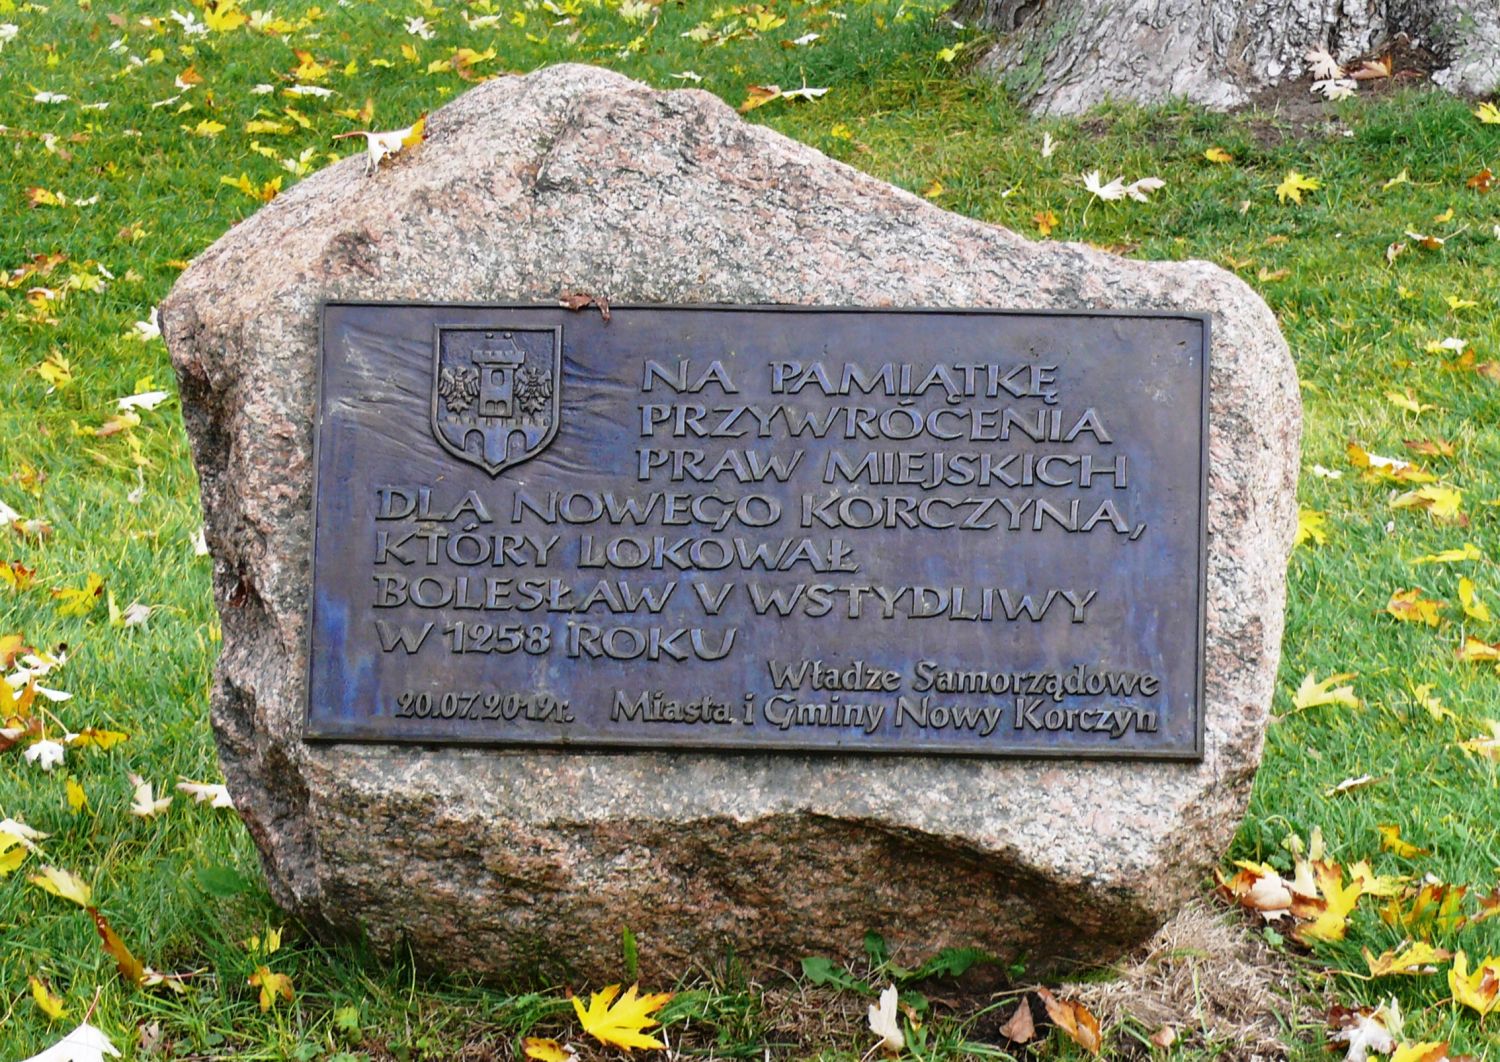 NA PAMIĄTKĘ
PRZYWRÓCENIA
PRAW MIEJSKICH
DLA NOWEGO KORCZYNA,
KTÓRY LOKOWAŁ
BOLESŁAW V WSTYDLIWY
W 1258 ROKU
Władze Samorządowe
20.07.2019r. Miasta i Gminy Nowy Korczyn